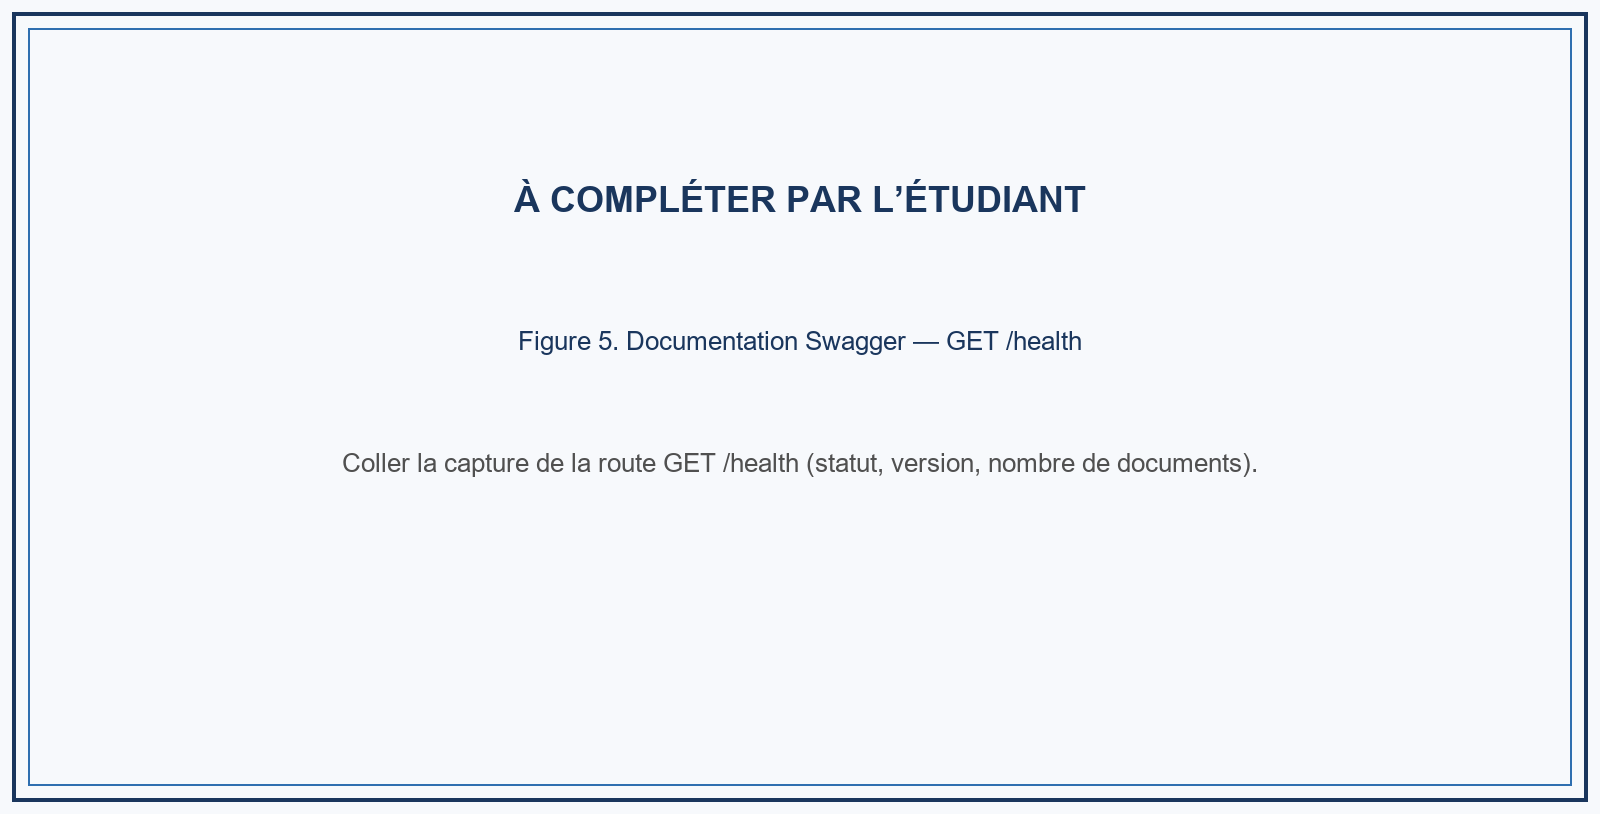 À COMPLÉTER PAR L’ÉTUDIANT
Figure 5. Documentation Swagger — GET /health
Coller la capture de la route GET /health (statut, version, nombre de documents).